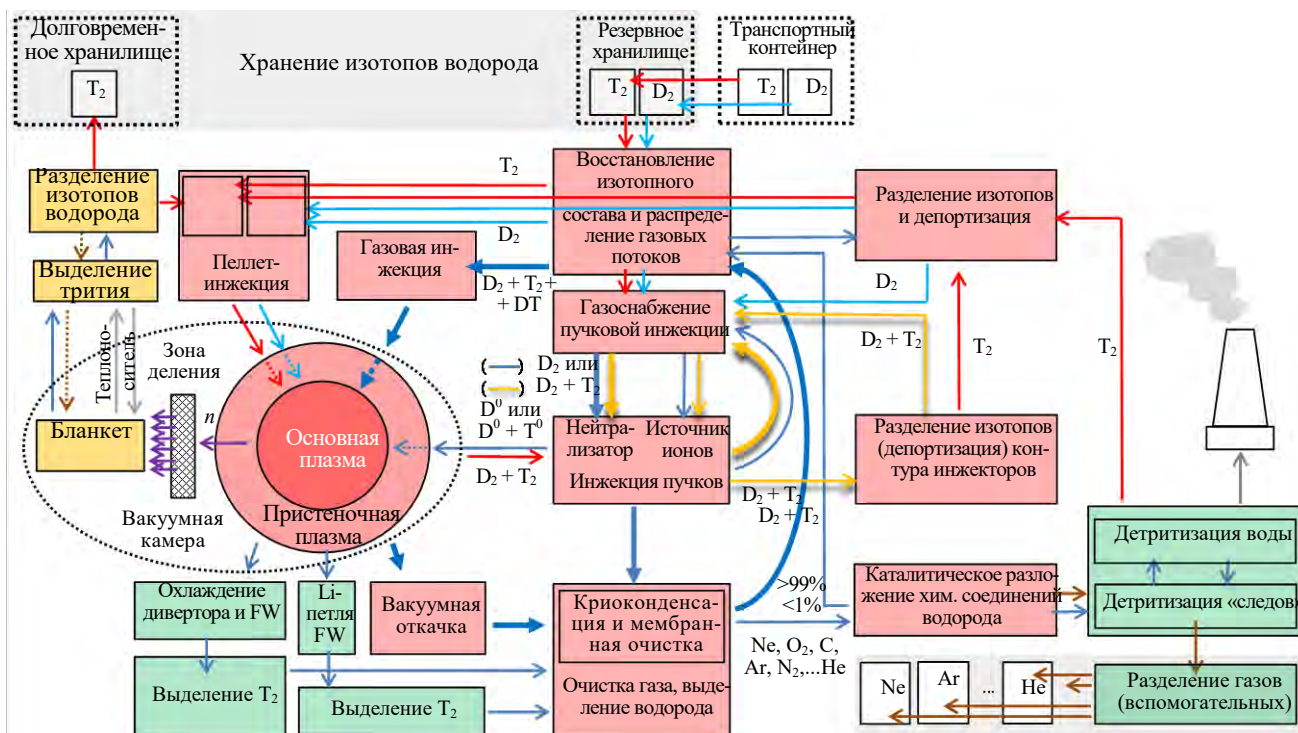 Долговремен-
ное хранилище
T₂
Хранение изотопов водорода
Резервное
хранилище
T₂
D₂
Транспортный
контейнер
T₂
D₂
Разделение
изотопов
водорода
Выделение
трития
Пеллет-
инжекция
Газовая ин-
жекция
T₂
D₂
D₂ + T₂+
+ DT
Восстановление
изотопного
состава и распреде-
ление газовых
потоков
Разделение изотопов
и депортизация
Газоснабжение
пучковой инжекции
D₂
D₂ + T₂
T₂
T₂
Теплоно-
ситель
Зона
деления
n
Бланкет
Вакуумная
камера
Основная
плазма
Пристеночная
плазма
D₂ или
D₂ + T₂
D⁰ или
D⁰ + T⁰
D₂ + T₂
Нейтра-
лизатор
Источник
ионов
Инжекция пучков
D₂ + T₂
D₂ + T₂
Разделение изотопов
(депортизация) кон-
тура инжекторов
Охлаждение
дивертора и FW
Li-
петля
FW
Вакуумная
откачка
Выделение T₂
Выделение T₂
Криоконденса-
ция и мембран-
ная очистка
Очистка газа, выде-
ление водорода
>99%
<1%
Ne, O₂, C,
Ar, N₂,...He
Каталитическое разло-
жение хим. соединений
водорода
Детритизация воды
Детритизация «следов»
Разделение газов
(вспомогательных)
Ne
Ar
...
He